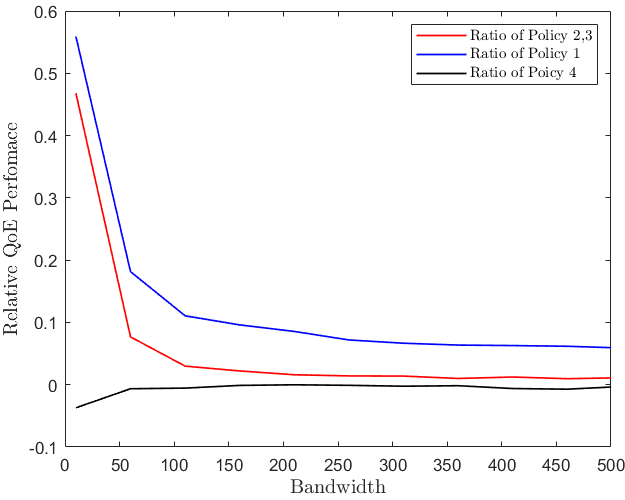 0.6
0.5
0.4
0.3
0.2
0.1
0
-0.1
Relative QoE Perfomacc
Ratio of Policy 2,3
Ratio of Policy 1
Ratio of Poicy 4
0 50 100 150 200 250 300 350 400 450 500
Bandwidth